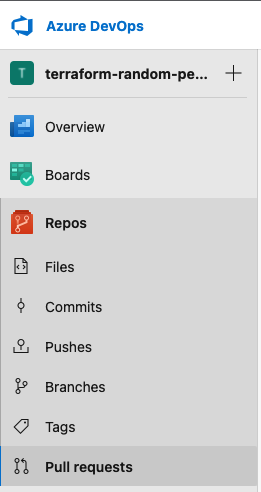 Azure DevOps
T
terraform-random-pe...
Overview
Boards
Repos
Files
Commits
Pushes
Branches
Tags
Pull requests